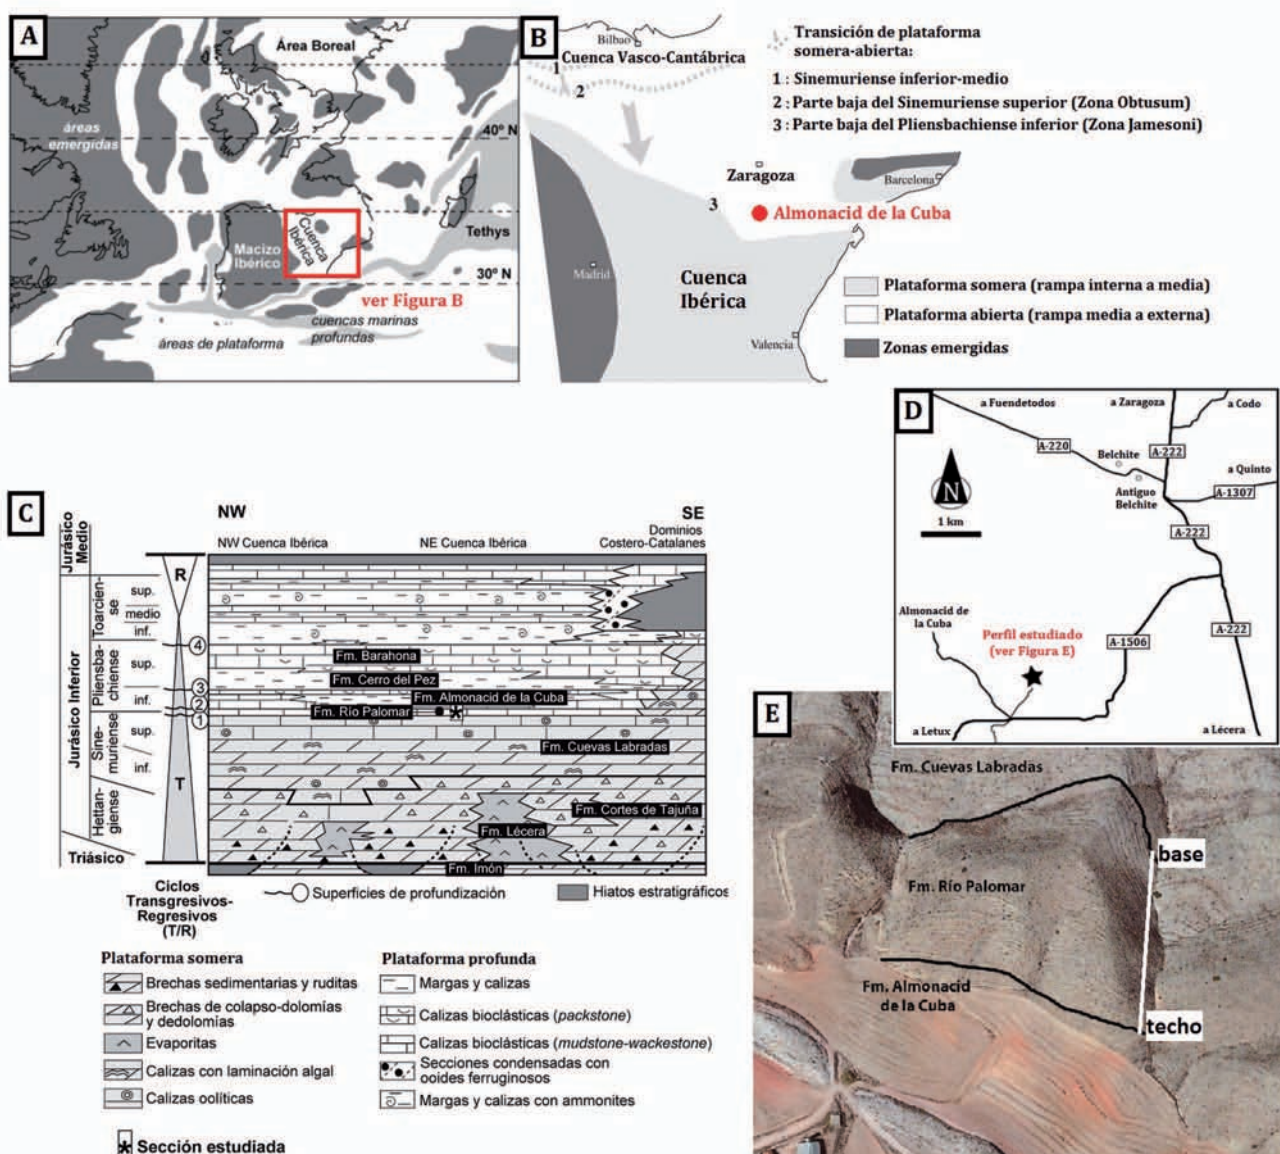 A
Área Boreal
áreas
emergidas
40º N
Tethys
Macizo
Ibérico
Cuenca
Ibérica
30º N
ver Figura B
cuencas marinas
profundas
áreas de plataforma
B
Bilbao
Cuenca Vasco-Cantábrica
1
2
Zaragoza
Barcelona
3
Almonacid de la Cuba
Madrid
Cuenca
Ibérica
Valencia
Transición de plataforma
somera-abierta:
1 : Sinemuriense inferior-medio
2 : Parte baja del Sinemuriense superior (Zona Obtusum)
3 : Parte baja del Pliensbachiense inferior (Zona Jamesoni)
Plataforma somera (rampa interna a media)
Plataforma abierta (rampa media a externa)
Zonas emergidas
C
NW
SE
NW Cuenca Ibérica
NE Cuenca Ibérica
Dominios
Costero-Catalanes
Jurásico
Medio
Jurásico Inferior
Toarcien-
se
sup.
medio
inf.
Pliensba-
chiense
sup.
inf.
Sine-
muriense
sup.
inf.
Hettan-
giense
Triásico
R
T
4
3
2
1
Fm. Barahona
Fm. Cerro del Pez
Fm. Almonacid de la Cuba
Fm. Río Palomar
*
Fm. Cuevas Labradas
Fm. Cortes de Tajuña
Fm. Lécera
Fm. Imón
Ciclos
Transgresivos-
Regresivos
(T/R)
Superficies de profundización
Hiatos estratigráficos
Plataforma somera
Brechas sedimentarias y ruditas
Brechas de colapso-dolomías
y dedolomías
Evaporitas
Calizas con laminación algal
Calizas oolíticas
* Sección estudiada
Plataforma profunda
Margas y calizas
Calizas bioclásticas (packstone)
Calizas bioclásticas (mudstone-wackestone)
Secciones condensadas con
ooides ferruginosos
Margas y calizas con ammonites
D
a Fuendetodos
a Zaragoza
a Codo
A-220
Belchite
A-222
a Quinto
Antiguo
Belchite
A-1307
N
1 km
A-222
Almonacid de
la Cuba
Perfil estudiado
(ver Figura E)
A-1506
A-222
a Letux
a Lécera
E
Fm. Cuevas Labradas
base
Fm. Río Palomar
Fm. Almonacid
de la Cuba
techo